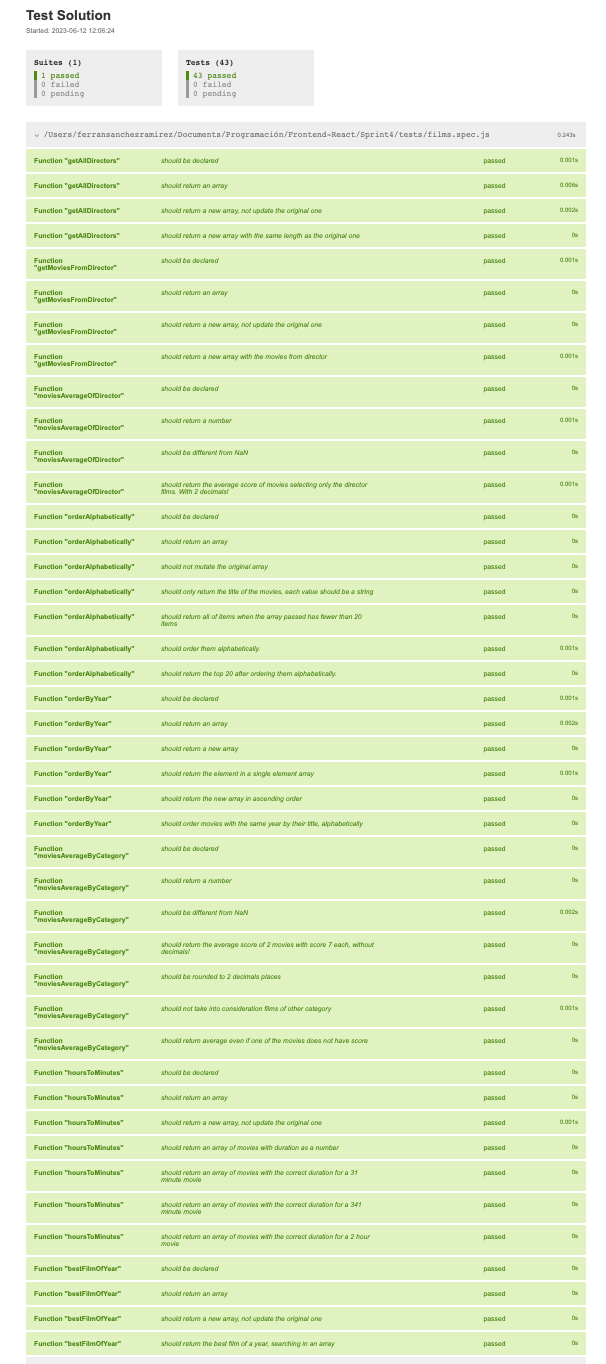 Test Solution
Started: 2023-06-12 12:06:24
Suites (1)
1 passed
0 failed
0 pending
Tests (43)
43 passed
0 failed
0 pending
/Users/ferransanchezramirez/Documents/Programación/Frontend-React/Sprint4/tests/films.spec.js 0.243s
Function "getAllDirectors" should be declared passed 0.001s
Function "getAllDirectors" should return an array passed 0.006s
Function "getAllDirectors" should return a new array, not update the original one passed 0.002s
Function "getAllDirectors" should return a new array with the same length as the original one passed 0s
Function should be declared passed 0.001s
"getMoviesFromDirector"
Function should return an array passed 0s
"getMoviesFromDirector"
Function should return a new array, not update the original one passed 0s
"getMoviesFromDirector"
Function should return a new array with the movies from director passed 0.001s
"getMoviesFromDirector"
Function should be declared passed 0s
"moviesAverageOfDirector"
Function should return a number passed 0.001s
"moviesAverageOfDirector"
Function should be different from NaN passed 0s
"moviesAverageOfDirector"
Function should return the average score of movies selecting only the director passed 0.001s
"moviesAverageOfDirector" films. With 2 decimals!
Function "orderAlphabetically" should be declared passed 0s
Function "orderAlphabetically" should return an array passed 0s
Function "orderAlphabetically" should not mutate the original array passed 0s
Function "orderAlphabetically" should only return the title of the movies, each value should be a string passed 0s
Function "orderAlphabetically" should return all of items when the array passed has fewer than 20 passed 0s
items
Function "orderAlphabetically" should order them alphabetically. passed 0.001s
Function "orderAlphabetically" should return the top 20 after ordering them alphabetically. passed 0s
Function "orderByYear" should be declared passed 0.001s
Function "orderByYear" should return an array passed 0.002s
Function "orderByYear" should return a new array passed 0s
Function "orderByYear" should return the element in a single element array passed 0.001s
Function "orderByYear" should return the new array in ascending order passed 0s
Function "orderByYear" should order movies with the same year by their title, alphabetically passed 0s
Function should be declared passed 0s
"moviesAverageByCategory"
Function should return a number passed 0s
"moviesAverageByCategory"
Function should be different from NaN passed 0.002s
"moviesAverageByCategory"
Function should return the average score of 2 movies with score 7 each, without passed 0s
"moviesAverageByCategory" decimals!
Function should be rounded to 2 decimals places passed 0s
"moviesAverageByCategory"
Function should not take into consideration films of other category passed 0.001s
"moviesAverageByCategory"
Function should return average even if one of the movies does not have score passed 0s
"moviesAverageByCategory"
Function "hoursToMinutes" should be declared passed 0s
Function "hoursToMinutes" should return an array passed 0s
Function "hoursToMinutes" should return a new array, not update the original one passed 0.001s
Function "hoursToMinutes" should return an array of movies with duration as a number passed 0s
Function "hoursToMinutes" should return an array of movies with the correct duration for a 31 passed 0s
minute movie
Function "hoursToMinutes" should return an array of movies with the correct duration for a 341 passed 0s
minute movie
Function "hoursToMinutes" should return an array of movies with the correct duration for a 2 hour passed 0s
movie
Function "bestFilmOfYear" should be declared passed 0s
Function "bestFilmOfYear" should return an array passed 0s
Function "bestFilmOfYear" should return a new array, not update the original one passed 0s
Function "bestFilmOfYear" should return the best film of a year, searching in an array passed 0s